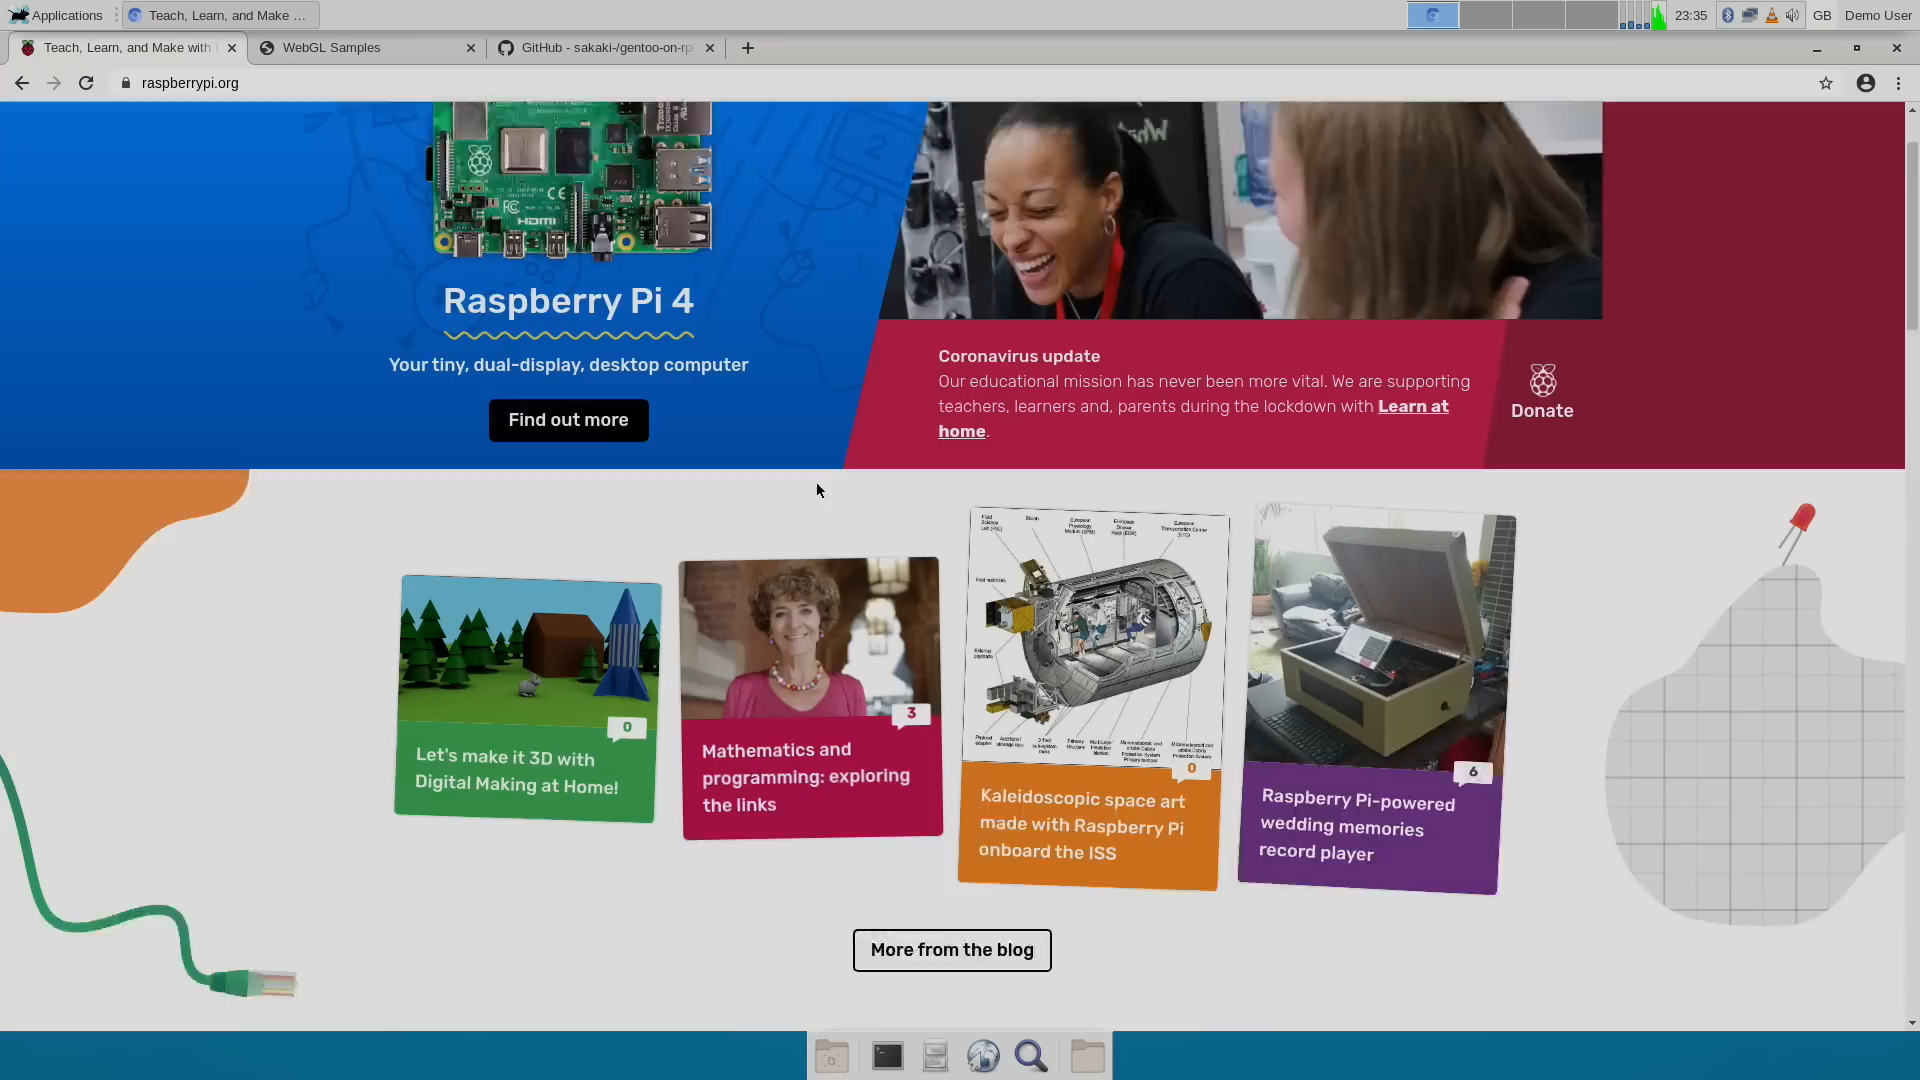 Applications
Teach, Learn, and Make ...
23:35
GB
Demo User
Teach, Learn, and Make with
WebGL Samples
GitHub - sakaki-/gentoo-on-rpi
raspberrypi.org
HDMI
FC
CE
Raspberry Pi 4
Your tiny, dual-display, desktop computer
Find out more
Coronavirus update
Our educational mission has never been more vital. We are supporting
teachers, learners and, parents during the lockdown with Learn at
home.
Donate
0
Let's make it 3D with
Digital Making at Home!
3
Mathematics and
programming: exploring
the links
0
Kaleidoscopic space art
made with Raspberry Pi
onboard the ISS
6
Raspberry Pi-powered
wedding memories
record player
More from the blog